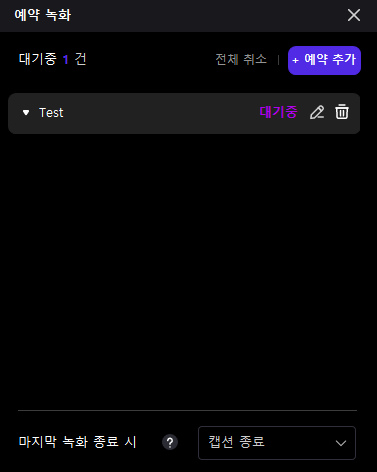 예약 녹화
대기중 1 건 전체 취소 | + 예약 추가
Test 대기중
마지막 녹화 종료 시 ? 캡션 종료